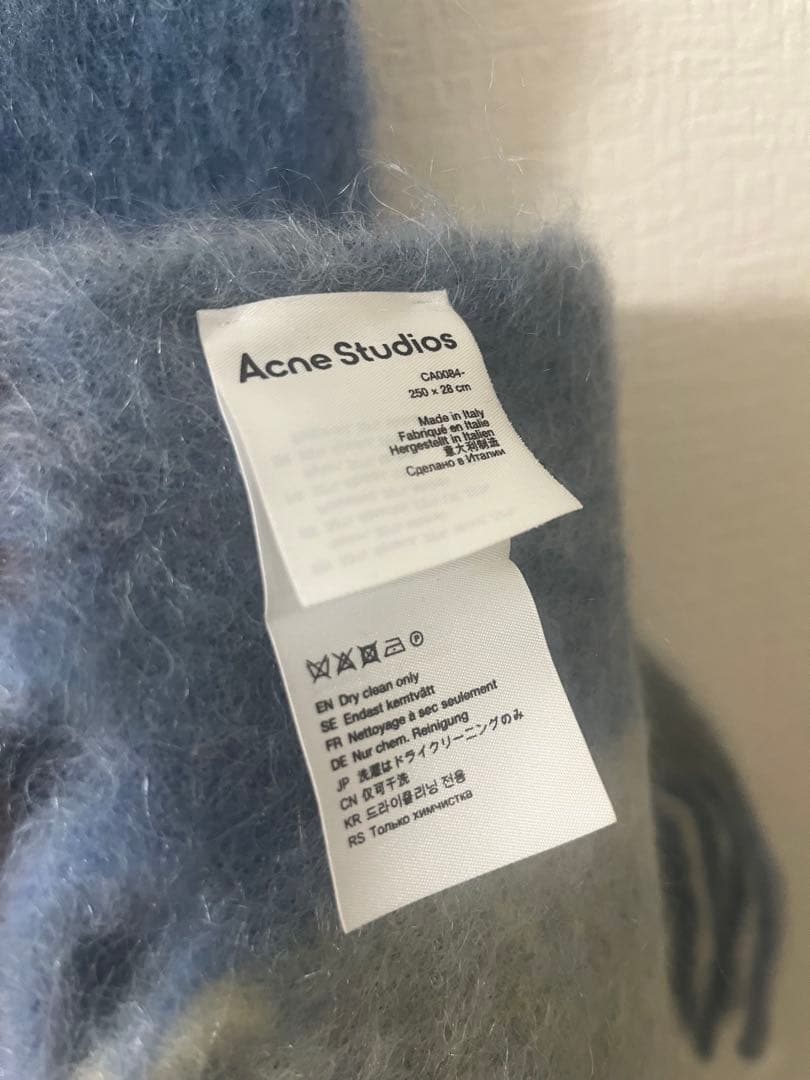 Acne Studios
CA0084-
250 x 28 cm
Made in Italy
Fabriqué en Italie
Hergestellt in Italien
意大利制造
Сделано в Италии
P
EN Dry clean only
SE Endast kemtvätt
FR Nettoyage à sec seulement
DE Nur chem. Reinigung
JP 洗濯はドライクリーニングのみ
CN 仅可干洗
KR 드라이클리닝 전용
RS Только химчистка